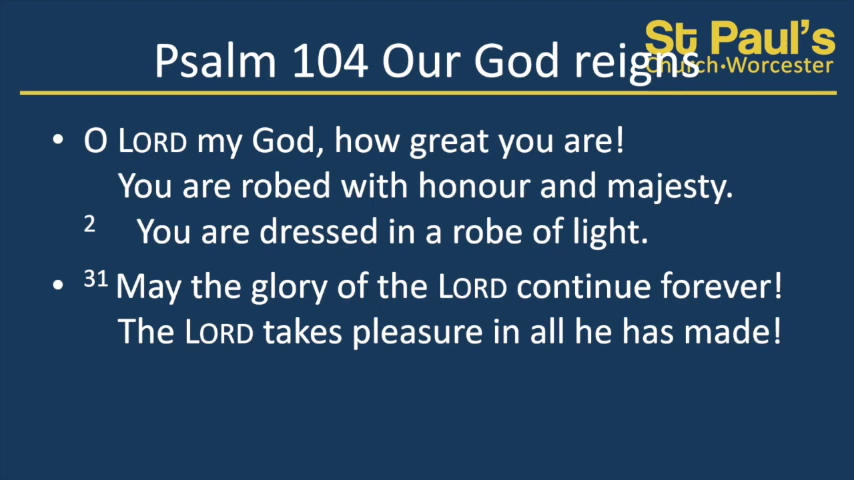 St Paul's
Church·Worcester
Psalm 104 Our God reigns
• O LORD my God, how great you are!
You are robed with honour and majesty.
2 You are dressed in a robe of light.
• 31 May the glory of the LORD continue forever!
The LORD takes pleasure in all he has made!